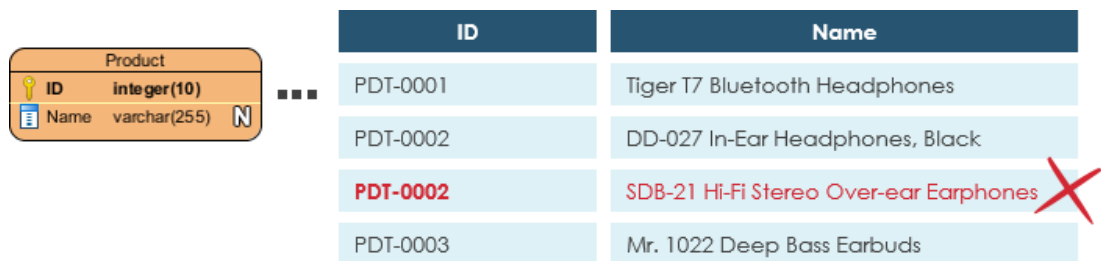 Product
ID integer(10)
Name varchar(255) N
ID Name
PDT-0001 Tiger T7 Bluetooth Headphones
PDT-0002 DD-027 In-Ear Headphones, Black
PDT-0002 SDB-21 Hi-Fi Stereo Over-ear Earphones
PDT-0003 Mr. 1022 Deep Bass Earbuds